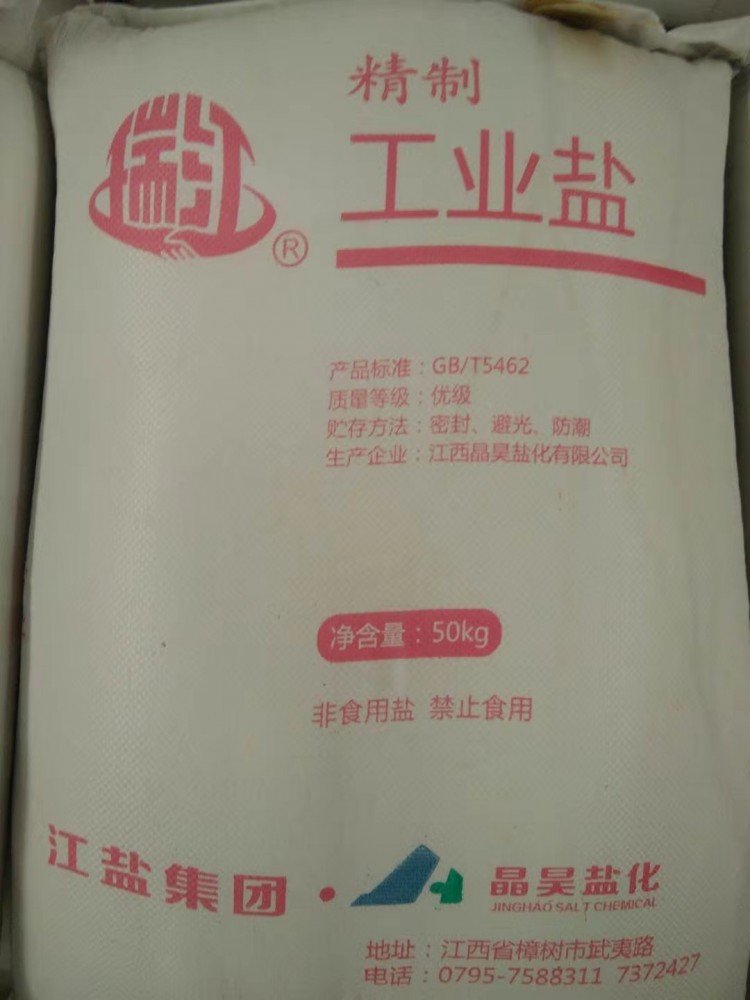 精制
瑞江®
工业盐
产品标准：GB/T5462
质量等级：优级
贮存方法：密封、避光、防潮
生产企业：江西晶昊盐化有限公司
净含量：50kg
非食用盐 禁止食用
江盐集团·晶昊盐化
JINGHAO SALT CHEMICAL
地址：江西省樟树市武夷路
电话：0795-7588311 7372427